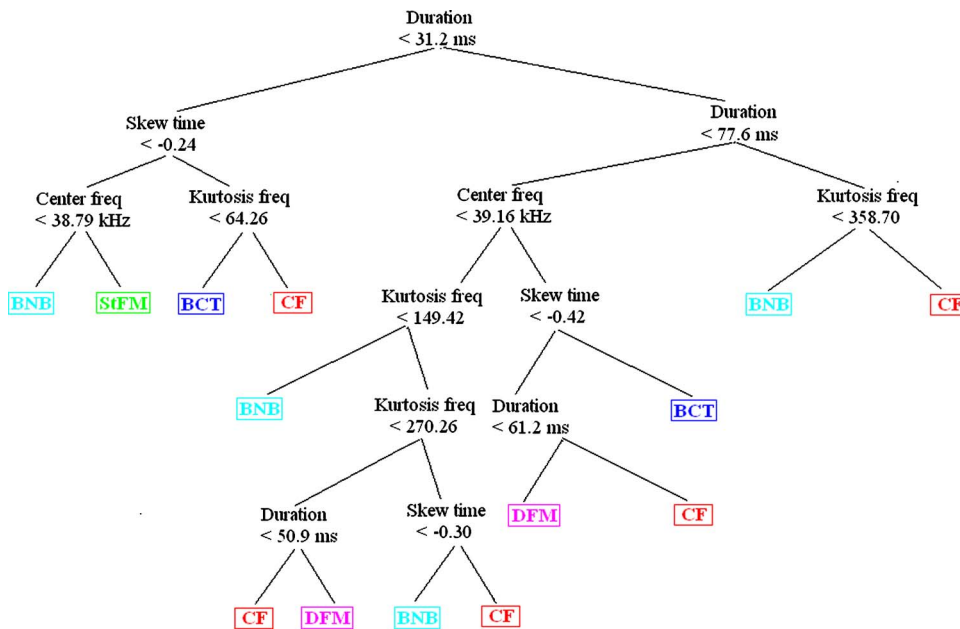 Duration
< 31.2 ms
Skew time
< -0.24
Duration
< 77.6 ms
Center freq
< 38.79 kHz
Kurtosis freq
< 64.26
Center freq
< 39.16 kHz
Kurtosis freq
< 358.70
BNB
StFM
BCT
CF
Kurtosis freq
< 149.42
Skew time
< -0.42
BNB
CF
BNB
Kurtosis freq
< 270.26
Duration
< 61.2 ms
BCT
Duration
< 50.9 ms
Skew time
< -0.30
DFM
CF
CF
DFM
BNB
CF